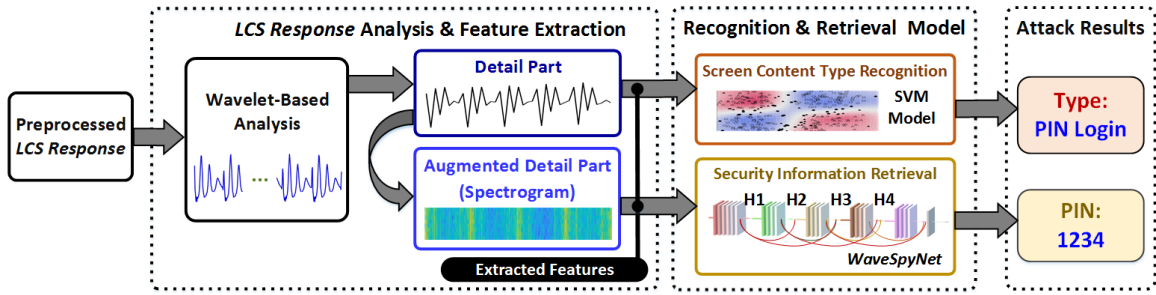 LCS Response Analysis & Feature Extraction
Recognition & Retrieval Model
Attack Results
Preprocessed
LCS Response
Wavelet-Based
Analysis
...
Detail Part
Augmented Detail Part
(Spectrogram)
Extracted Features
Screen Content Type Recognition
SVM
Model
Security Information Retrieval
H1 H2 H3 H4
WaveSpyNet
Type:
PIN Login
PIN:
1234